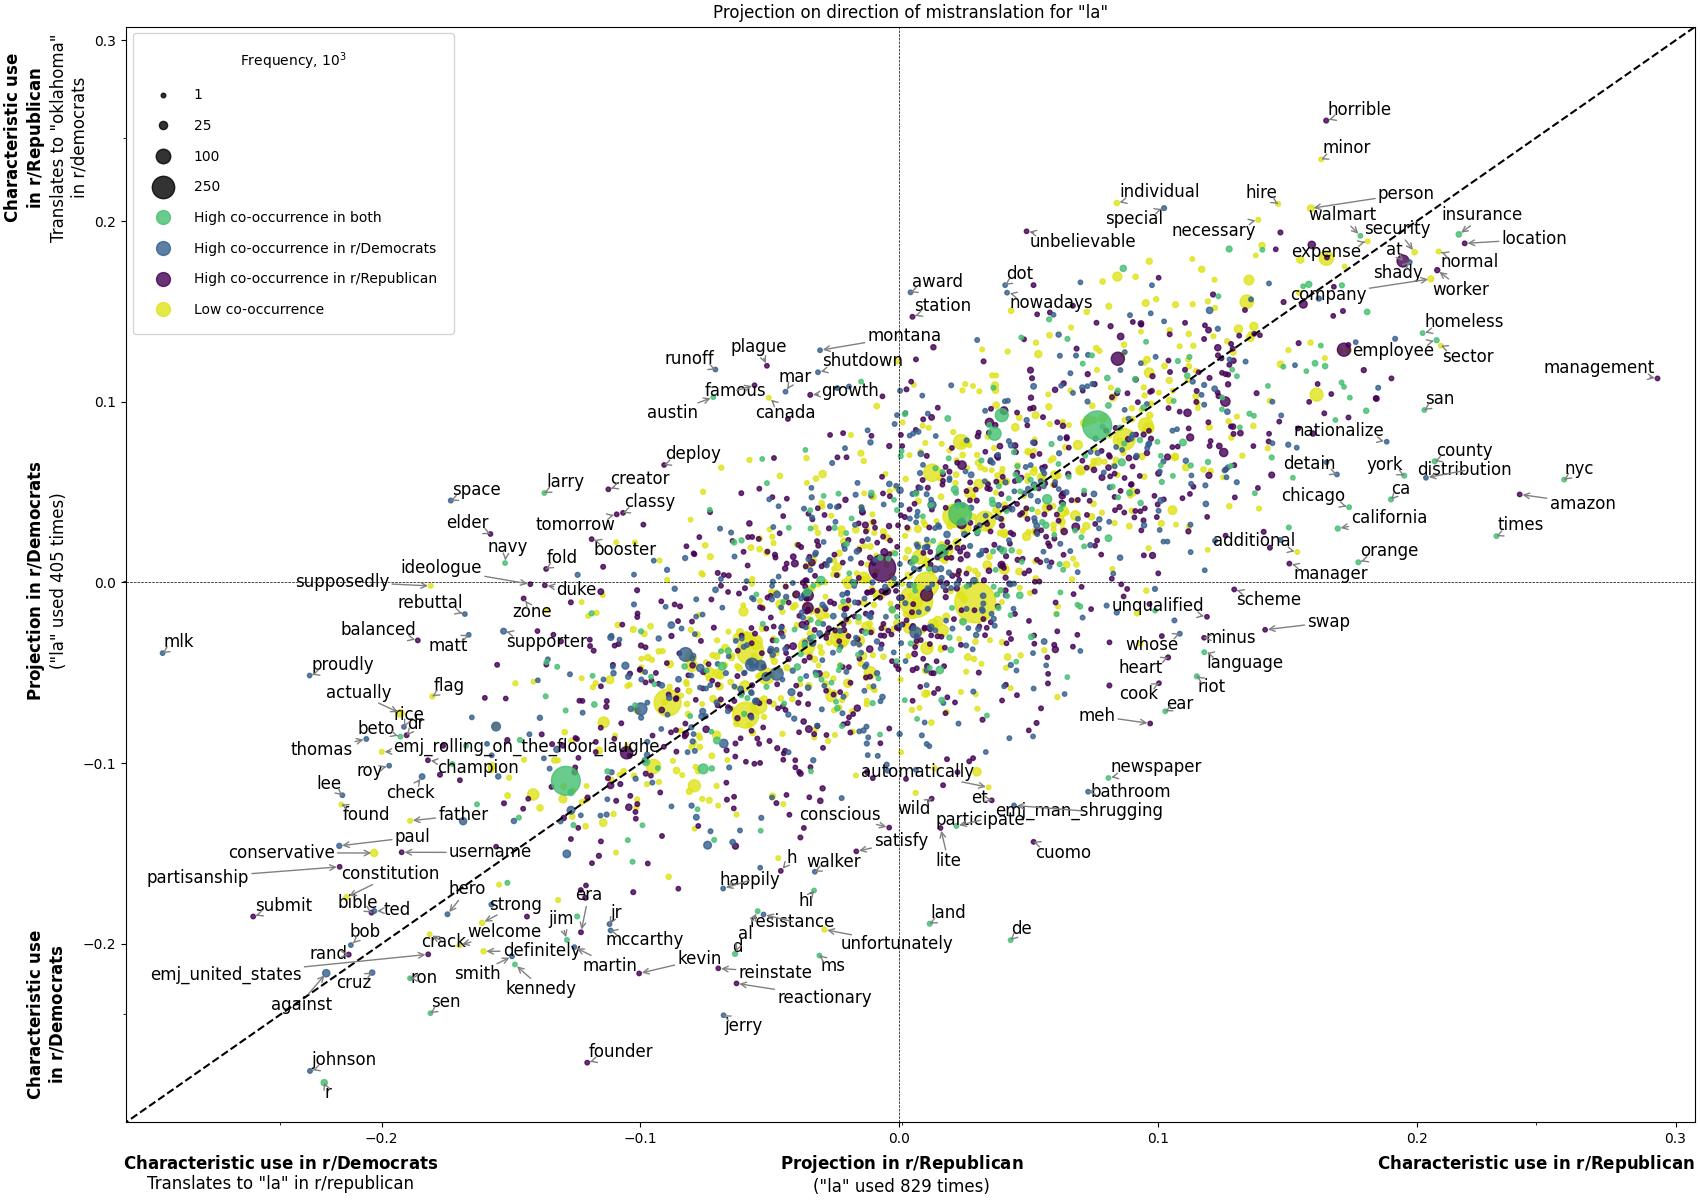 Projection on direction of mistranslation for "la"
Characteristic use
in r/Republican
Translates to "oklahoma"
in r/democrats
Projection in r/Democrats
("la" used 405 times)
Characteristic use
in r/Democrats
0.3
0.2
0.1
0.0
−0.1
−0.2
Frequency, 10³
1
25
100
250
High co-occurrence in both
High co-occurrence in r/Democrats
High co-occurrence in r/Republican
Low co-occurrence
horrible
minor
individual
hire
person
special
walmart
insurance
necessary
security
unbelievable
expense
at
location
normal
shady
award
dot
company
worker
station
nowadays
homeless
montana
plague
runoff
shutdown
employee
sector
management
mar
famous
growth
austin
canada
san
nationalize
deploy
county
detain
york
distribution
nyc
space
larry
creator
classy
chicago
ca
amazon
elder
tomorrow
california
times
navy
booster
additional
fold
orange
ideologue
manager
supposedly
duke
scheme
rebuttal
zone
unqualified
swap
mlk
balanced
matt
supporter
whose
minus
proudly
heart
language
actually
flag
cook
riot
rice
ear
beto
dr
meh
thomas
emj_rolling_on_the_floor_laughe
roy
champion
automatically
newspaper
lee
check
et
bathroom
found
father
wild
emj_man_shrugging
conscious
participate
paul
satisfy
conservative
username
lite
cuomo
partisanship
constitution
h
walker
happily
bible
ted
hero
era
hi
submit
strong
jim
jr
resistance
land
bob
welcome
al
de
crack
mccarthy
d
unfortunately
rand
definitely
emj_united_states
smith
martin
kevin
ms
cruz
ron
kennedy
reinstate
against
sen
reactionary
jerry
johnson
founder
r
−0.2
−0.1
0.0
0.1
0.2
0.3
Characteristic use in r/Democrats
Translates to "la" in r/republican
Projection in r/Republican
("la" used 829 times)
Characteristic use in r/Republican